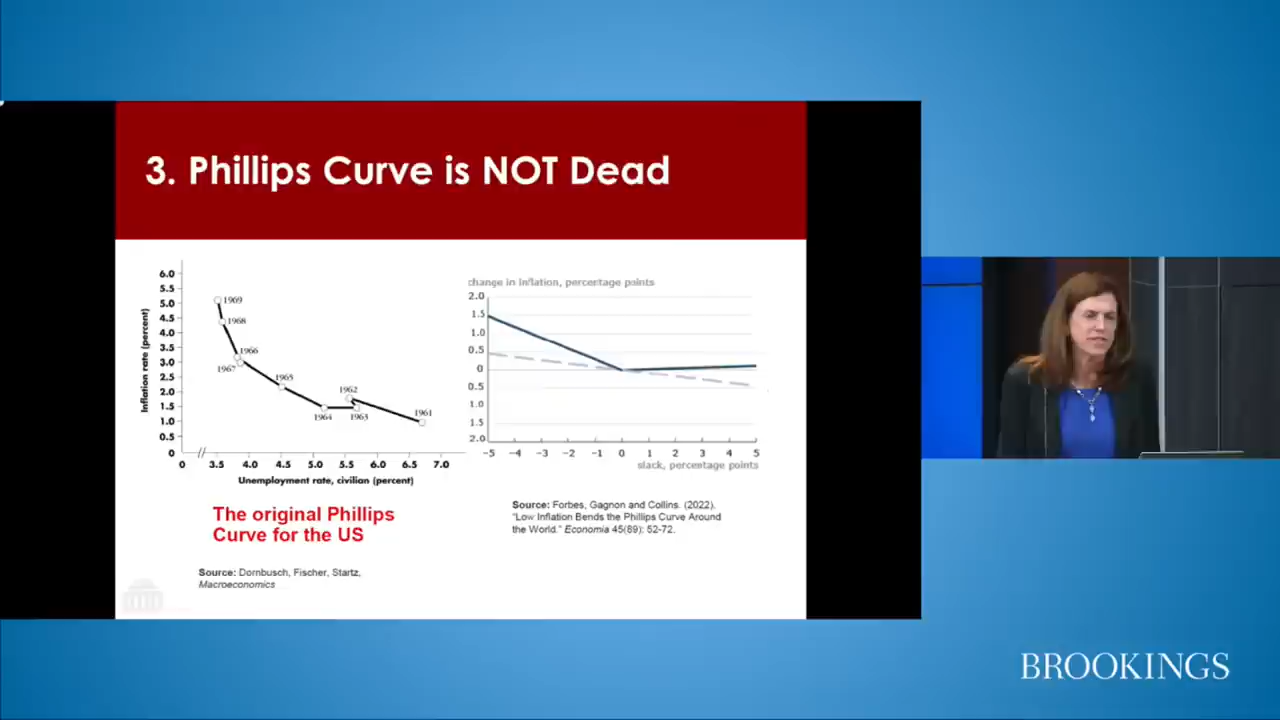 3. Phillips Curve is NOT Dead
Inflation rate (percent)
6.0
5.5
5.0
4.5
4.0
3.5
3.0
2.5
2.0
1.5
1.0
0.5
0
1969
1968
1966
1967
1965
1964
1962
1963
1961
0 // 3.5 4.0 4.5 5.0 5.5 6.0 6.5 7.0
Unemployment rate, civilian (percent)
The original Phillips
Curve for the US
Source: Dornbusch, Fischer, Startz,
Macroeconomics
change in inflation, percentage points
2.0
1.5
1.0
0.5
0
0.5
1.0
1.5
2.0
−5 −4 −3 −2 −1 0 1 2 3 4 5
slack, percentage points
Source: Forbes, Gagnon and Collins. (2022).
“Low Inflation Bends the Phillips Curve Around
the World.” Economia 45(89): 52-72.
BROOKINGS